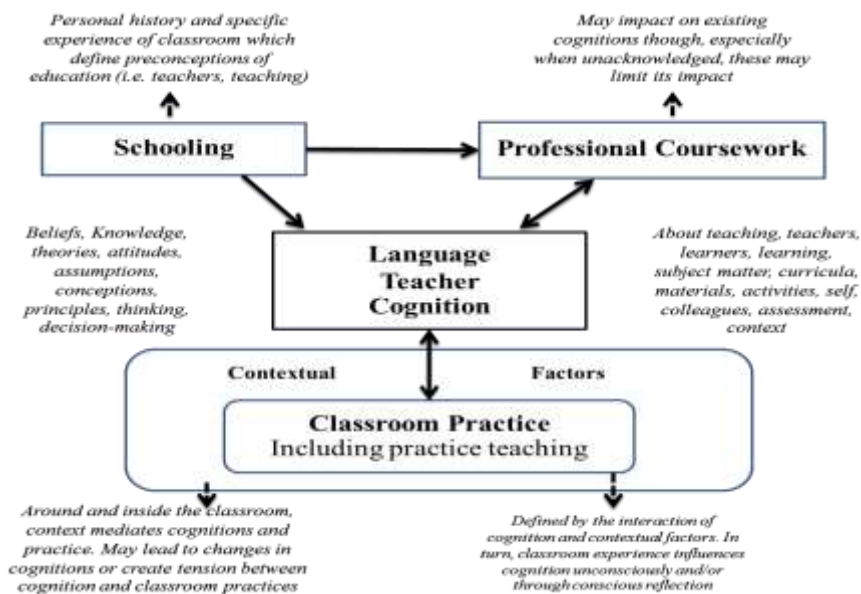 Personal history and specific
experience of classroom which
define preconceptions of
education (i.e. teachers, teaching)
May impact on existing
cognitions though, especially
when unacknowledged, these may
limit its impact
Schooling
Professional Coursework
Beliefs, Knowledge,
theories, attitudes,
assumptions,
conceptions,
principles, thinking,
decision-making
Language
Teacher
Cognition
About teaching, teachers,
learners, learning,
subject matter, curricula,
materials, activities, self,
colleagues, assessment,
context
Contextual Factors
Classroom Practice
Including practice teaching
Around and inside the classroom,
context mediates cognitions and
practice. May lead to changes in
cognitions or create tension between
cognition and classroom practices
Defined by the interaction of
cognition and contextual factors. In
turn, classroom experience influences
cognition unconsciously and/or
through conscious reflection